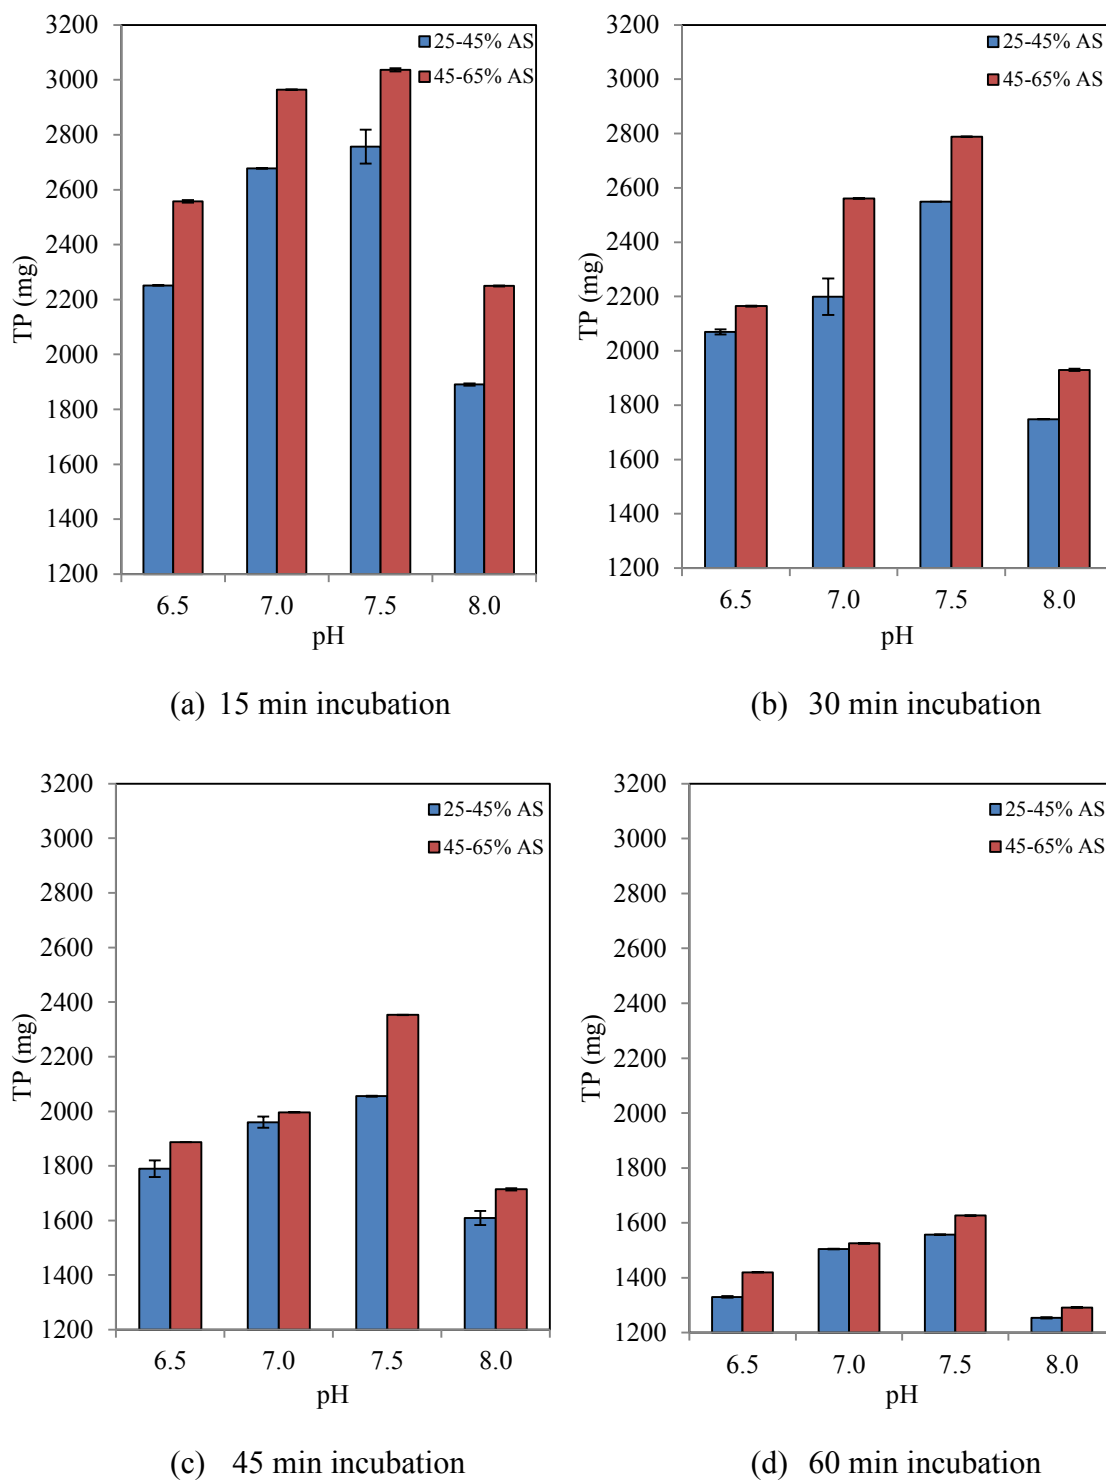 3200
3000
2800
2600
2400
2200
2000
1800
1600
1400
1200
TP (mg)
25-45% AS
45-65% AS
6.5 7.0 7.5 8.0
pH
(a) 15 min incubation
3200
3000
2800
2600
2400
2200
2000
1800
1600
1400
1200
TP (mg)
25-45% AS
45-65% AS
6.5 7.0 7.5 8.0
pH
(b) 30 min incubation
3200
3000
2800
2600
2400
2200
2000
1800
1600
1400
1200
TP (mg)
25-45% AS
45-65% AS
6.5 7.0 7.5 8.0
pH
(c) 45 min incubation
3200
3000
2800
2600
2400
2200
2000
1800
1600
1400
1200
TP (mg)
25-45% AS
45-65% AS
6.5 7.0 7.5 8.0
pH
(d) 60 min incubation